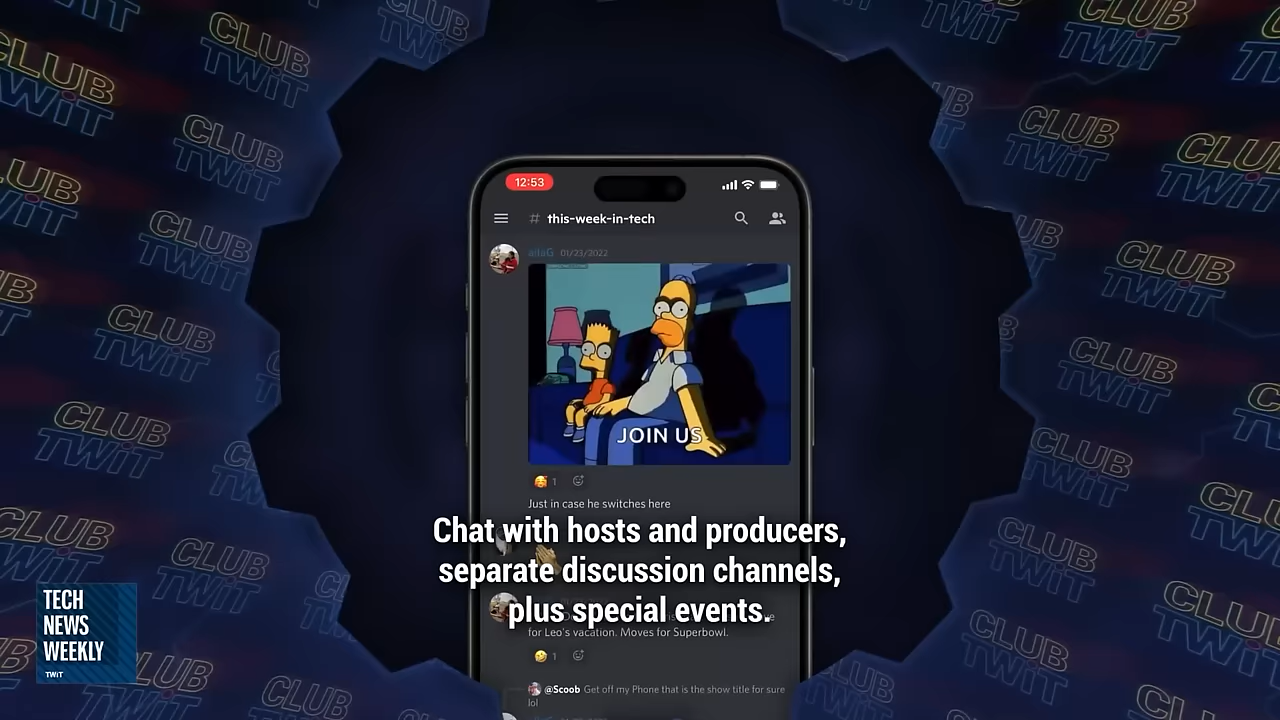 CLUB
TWiT
12:53
# this-week-in-tech
01/23/2022
JOIN US
1
Just in case he switches here
Chat with hosts and producers,
separate discussion channels,
plus special events.
for Leo's vacation. Moves for Superbowl.
1
@Scoob Get off my Phone that is the show title for sure
lol
TECH
NEWS
WEEKLY
TWiT